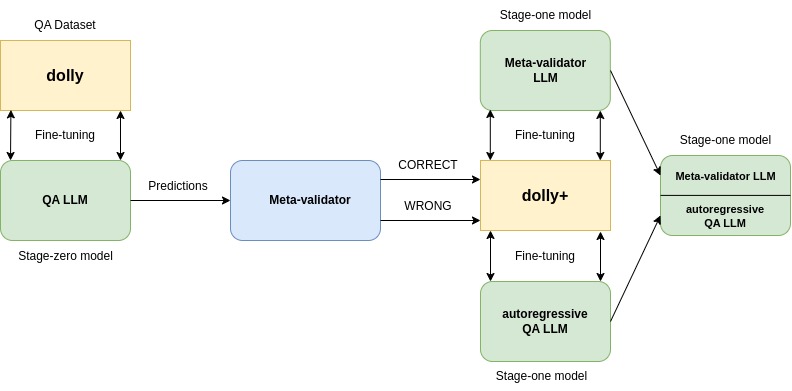 QA Dataset
dolly
Fine-tuning
QA LLM
Stage-zero model
Predictions
Meta-validator
CORRECT
WRONG
Stage-one model
Meta-validator
LLM
Fine-tuning
dolly+
Fine-tuning
autoregressive
QA LLM
Stage-one model
Stage-one model
Meta-validator LLM
autoregressive
QA LLM